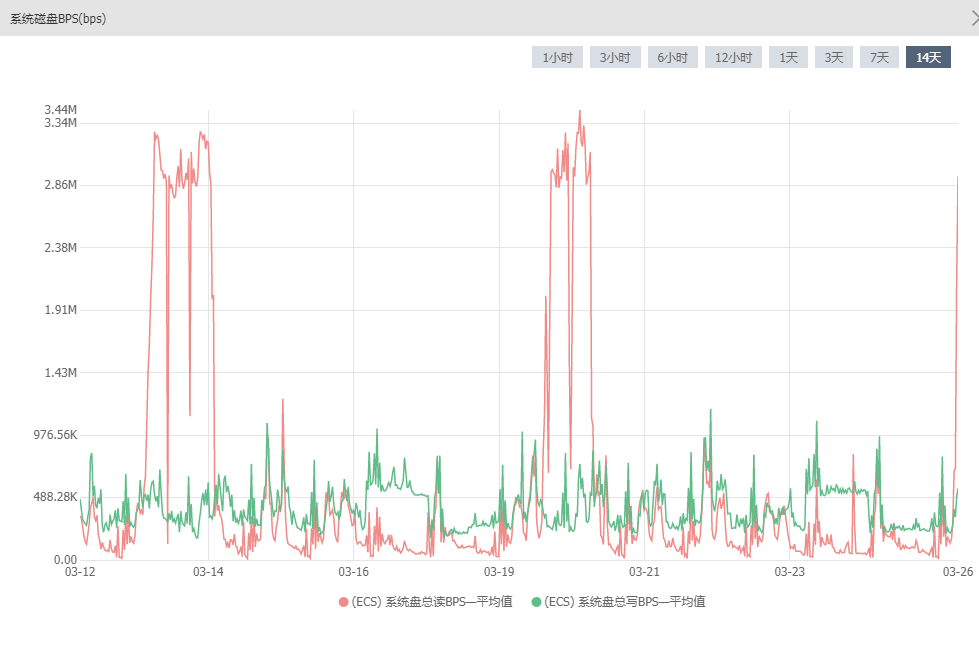 系统磁盘BPS(bps)
1小时 3小时 6小时 12小时 1天 3天 7天 14天
3.44M
3.34M
2.86M
2.38M
1.91M
1.43M
976.56K
488.28K
0.00
03-12 03-14 03-16 03-19 03-21 03-23 03-26
(ECS) 系统盘总读BPS—平均值 (ECS) 系统盘总写BPS—平均值